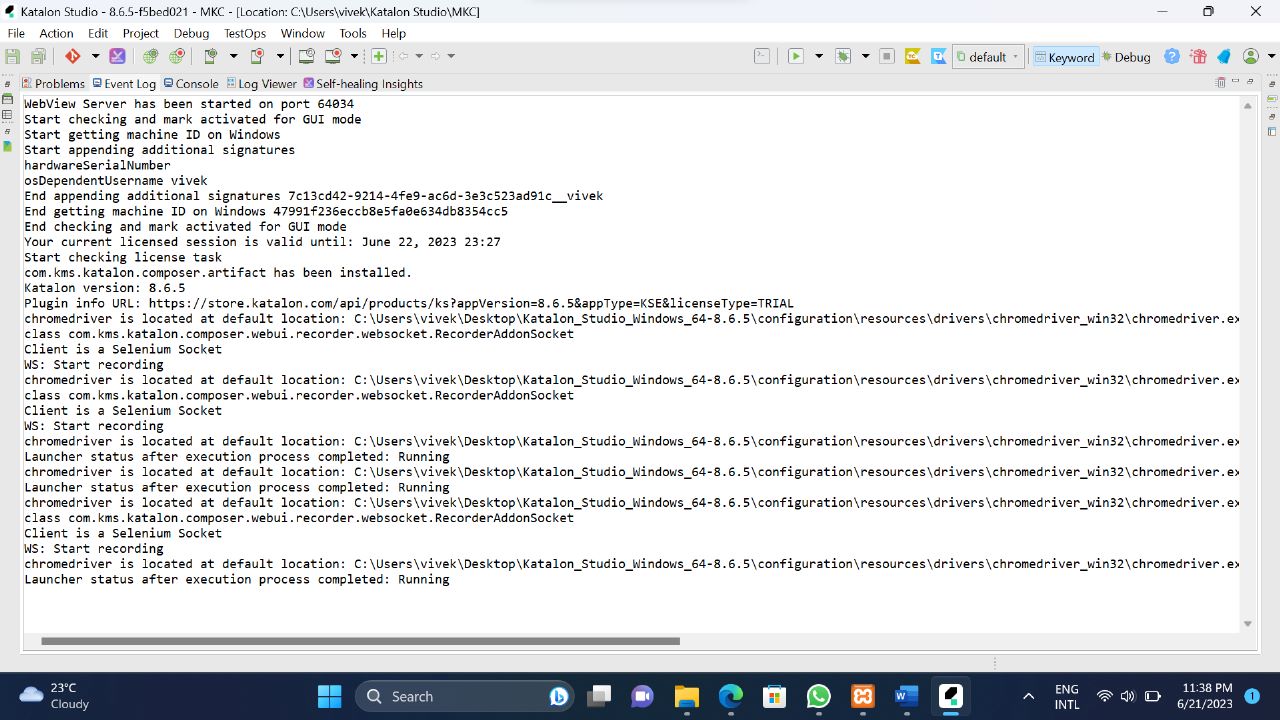 Katalon Studio - 8.6.5-f5bed021 - MKC - [Location: C:\Users\vivek\Katalon Studio\MKC]
File Action Edit Project Debug TestOps Window Tools Help
default Keyword Debug
Problems Event Log Console Log Viewer Self-healing Insights
WebView Server has been started on port 64034
Start checking and mark activated for GUI mode
Start getting machine ID on Windows
Start appending additional signatures
hardwareSerialNumber
osDependentUsername vivek
End appending additional signatures 7c13cd42-9214-4fe9-ac6d-3e3c523ad91c__vivek
End getting machine ID on Windows 47991f236eccb8e5fa0e634db8354cc5
End checking and mark activated for GUI mode
Your current licensed session is valid until: June 22, 2023 23:27
Start checking license task
com.kms.katalon.composer.artifact has been installed.
Katalon version: 8.6.5
Plugin info URL: https://store.katalon.com/api/products/ks?appVersion=8.6.5&appType=KSE&licenseType=TRIAL
chromedriver is located at default location: C:\Users\vivek\Desktop\Katalon_Studio_Windows_64-8.6.5\configuration\resources\drivers\chromedriver_win32\chromedriver.ex
class com.kms.katalon.composer.webui.recorder.websocket.RecorderAddonSocket
Client is a Selenium Socket
WS: Start recording
chromedriver is located at default location: C:\Users\vivek\Desktop\Katalon_Studio_Windows_64-8.6.5\configuration\resources\drivers\chromedriver_win32\chromedriver.ex
class com.kms.katalon.composer.webui.recorder.websocket.RecorderAddonSocket
Client is a Selenium Socket
WS: Start recording
chromedriver is located at default location: C:\Users\vivek\Desktop\Katalon_Studio_Windows_64-8.6.5\configuration\resources\drivers\chromedriver_win32\chromedriver.ex
Launcher status after execution process completed: Running
chromedriver is located at default location: C:\Users\vivek\Desktop\Katalon_Studio_Windows_64-8.6.5\configuration\resources\drivers\chromedriver_win32\chromedriver.ex
Launcher status after execution process completed: Running
chromedriver is located at default location: C:\Users\vivek\Desktop\Katalon_Studio_Windows_64-8.6.5\configuration\resources\drivers\chromedriver_win32\chromedriver.ex
class com.kms.katalon.composer.webui.recorder.websocket.RecorderAddonSocket
Client is a Selenium Socket
WS: Start recording
chromedriver is located at default location: C:\Users\vivek\Desktop\Katalon_Studio_Windows_64-8.6.5\configuration\resources\drivers\chromedriver_win32\chromedriver.ex
Launcher status after execution process completed: Running
23°C
Cloudy
Search
ENG
INTL
11:38 PM
6/21/2023
1